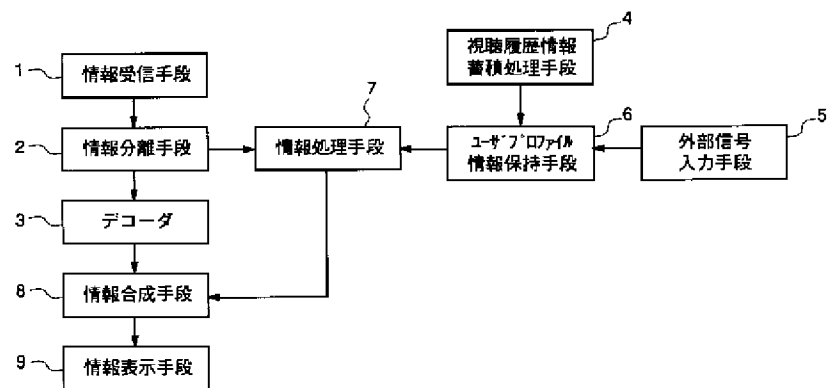 4
視聴履歴情報
蓄積処理手段
1
情報受信手段
7
6
5
2
情報分離手段
情報処理手段
ユーザプロファイル
情報保持手段
外部信号
入力手段
3
デコーダ
8
情報合成手段
9
情報表示手段